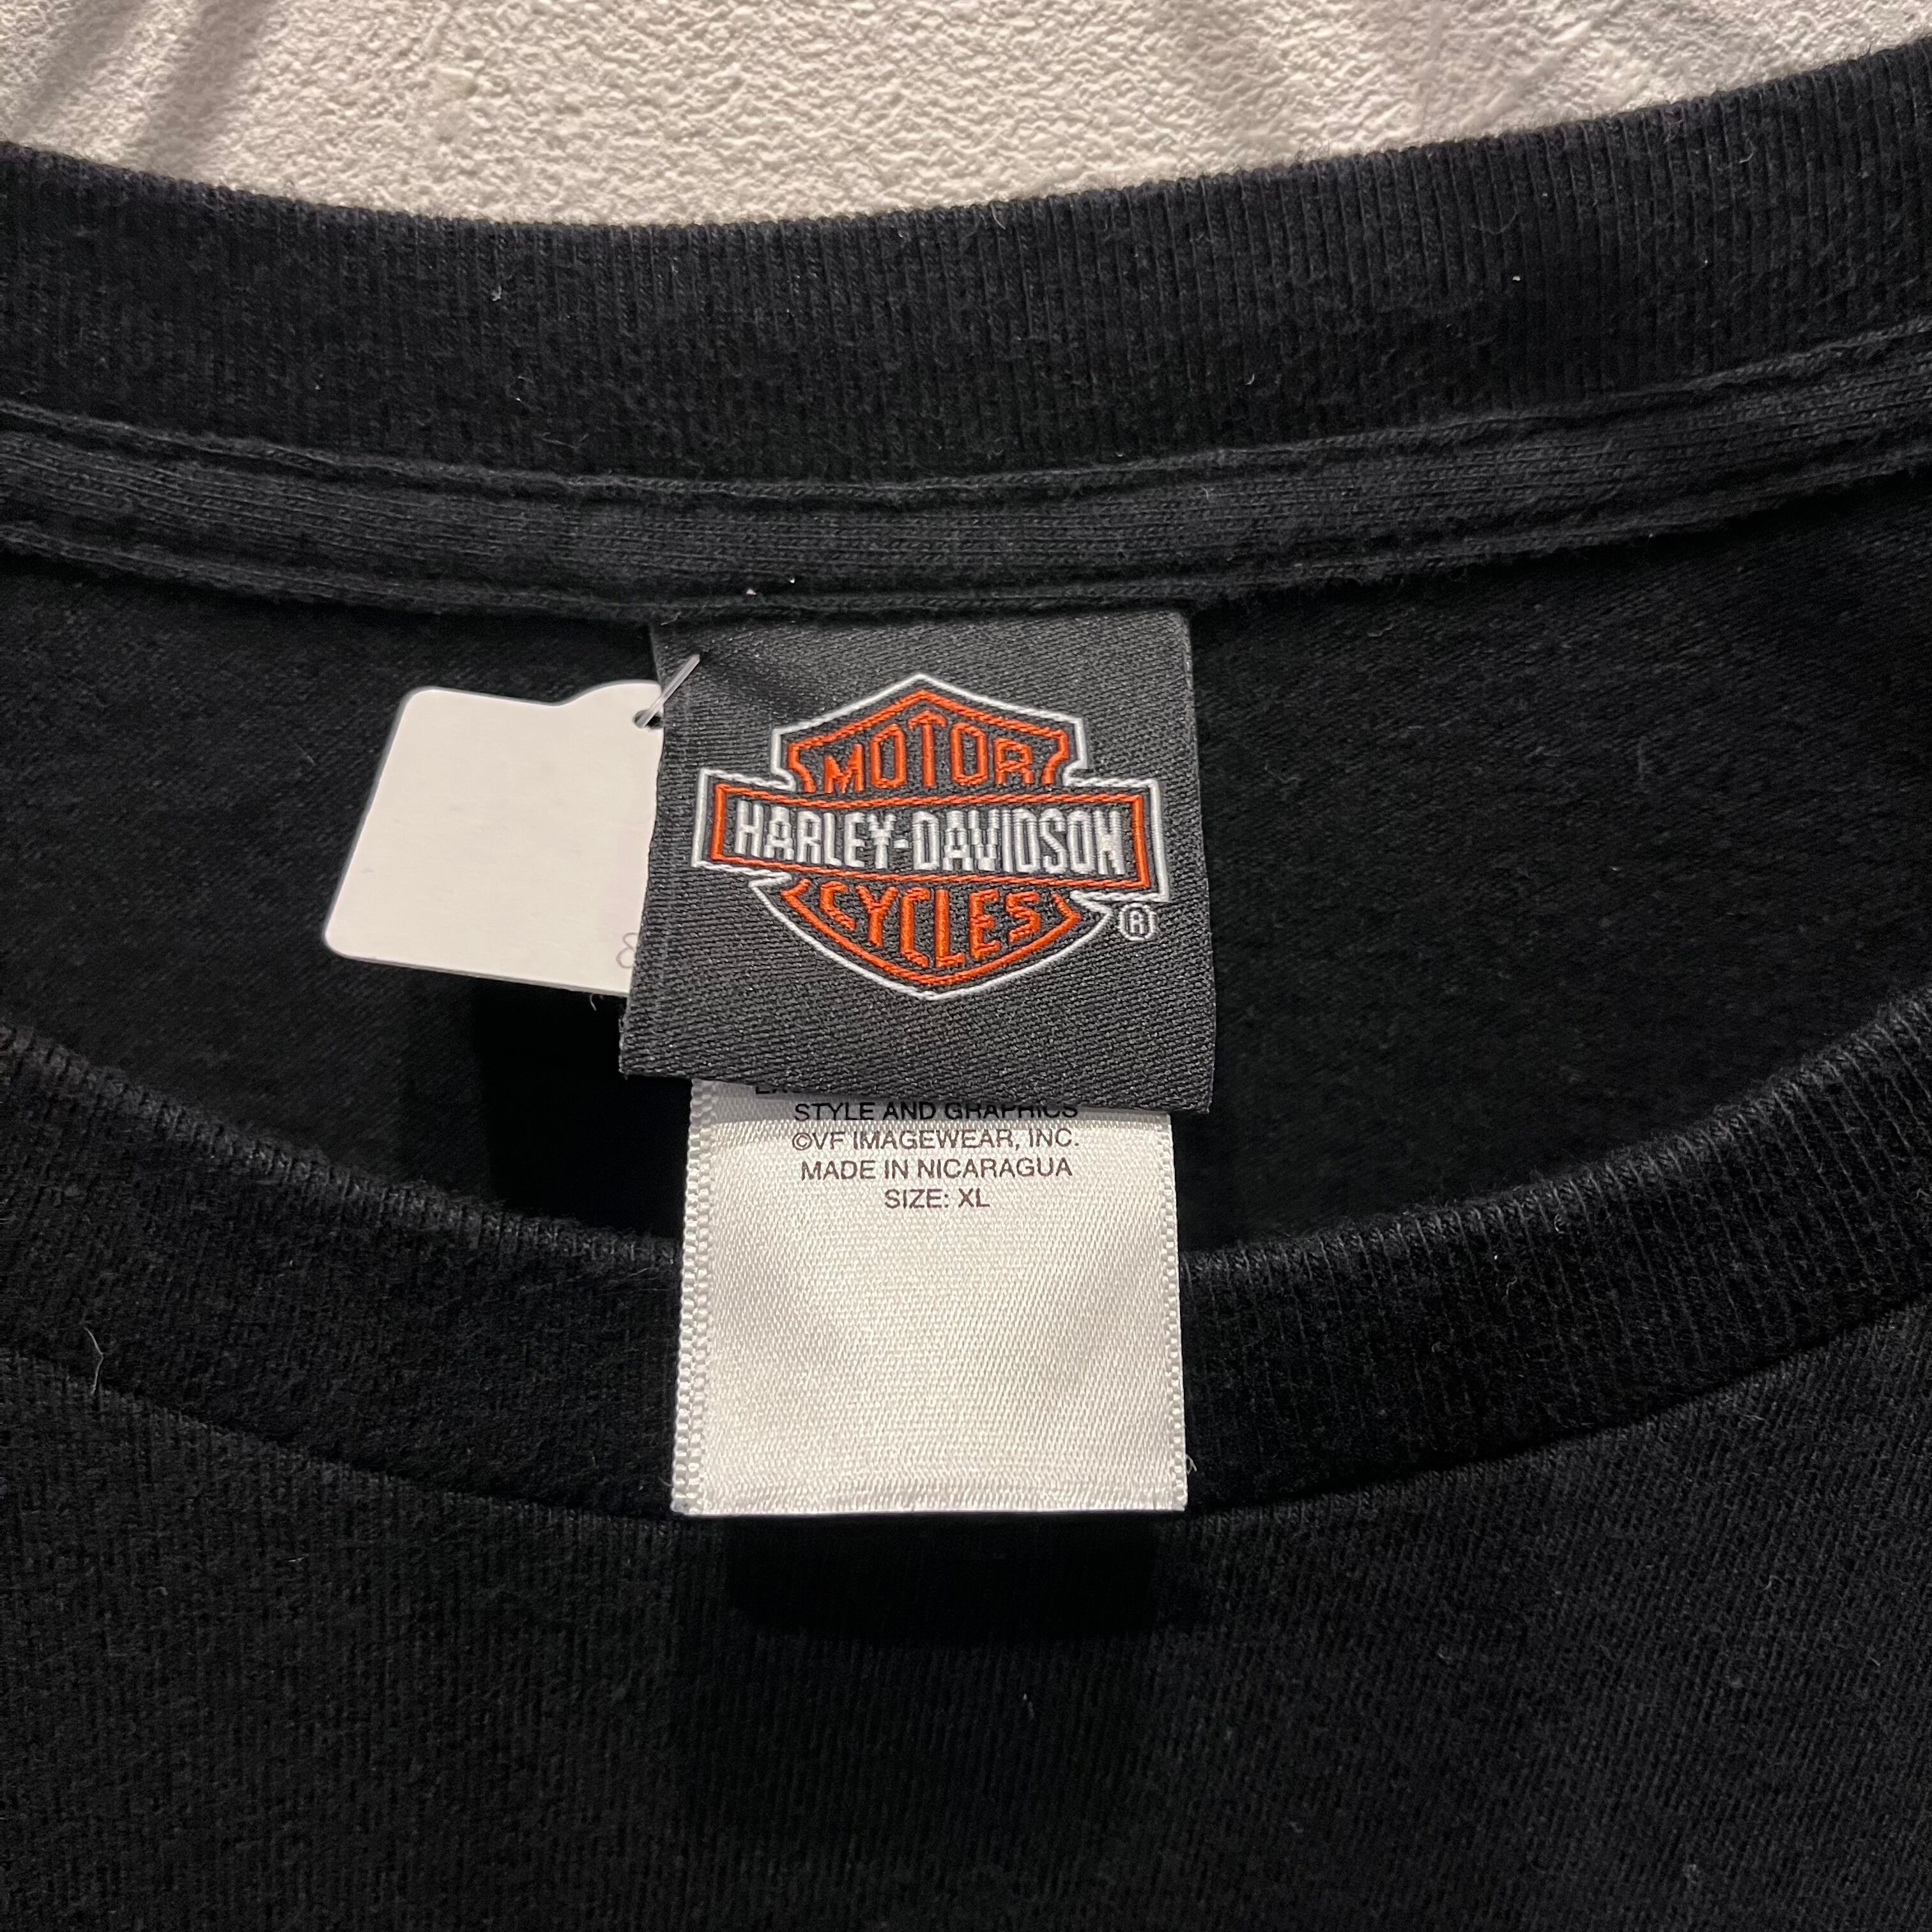 MOTOR
HARLEY-DAVIDSON
CYCLES
®
STYLE AND GRAPHICS
©VF IMAGEWEAR, INC.
MADE IN NICARAGUA
SIZE: XL